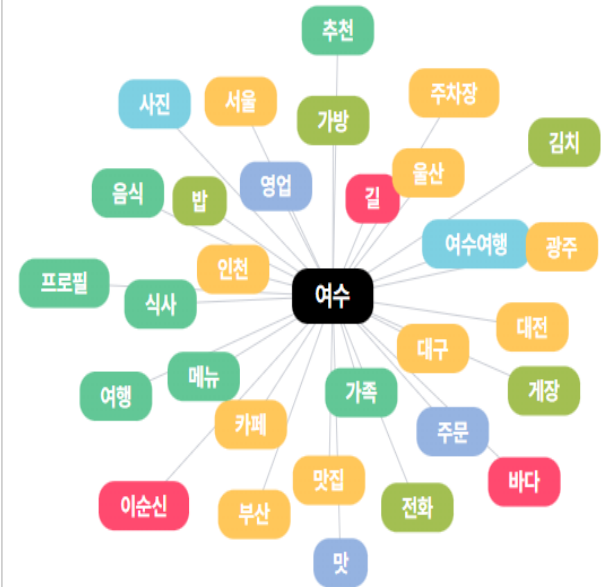 추천
사진
서울
주차장
가방
김치
음식
밥
영업
길
울산
여수여행
광주
인천
프로필
식사
여수
대전
대구
메뉴
여행
가족
게장
카페
주문
맛집
바다
이순신
부산
전화
맛